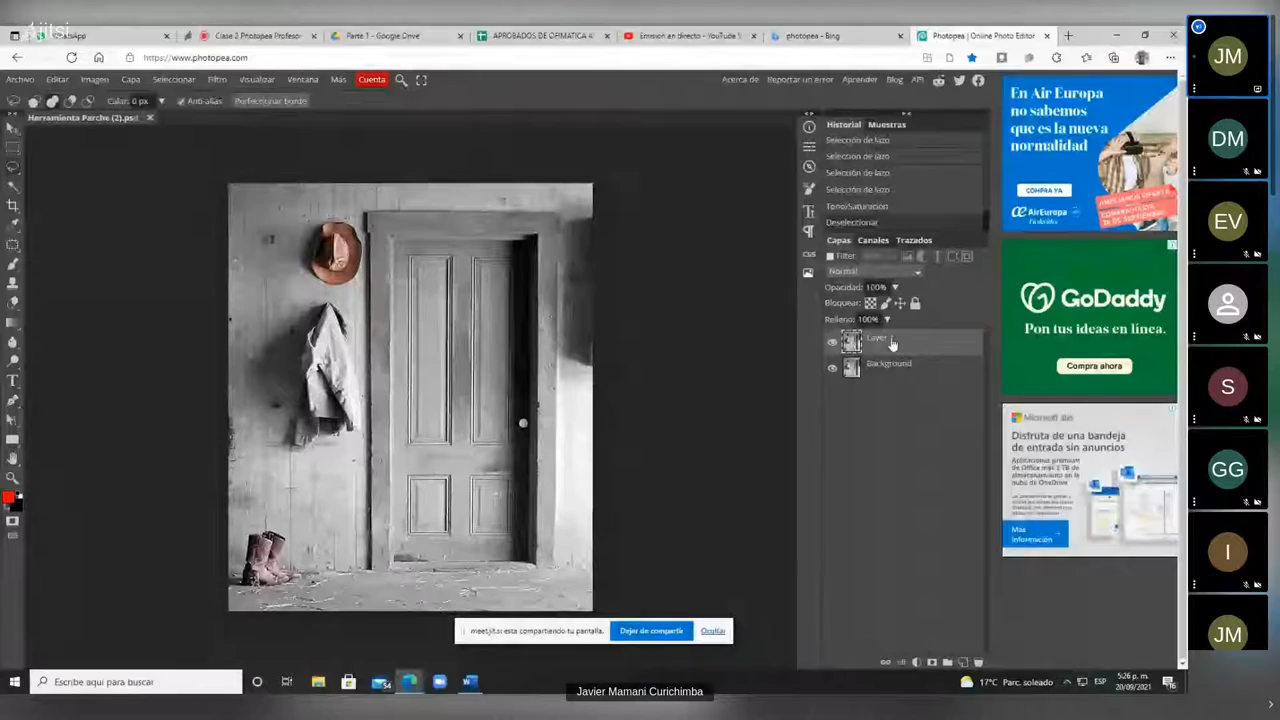 jitsi
Clase 2 Photopea Profesor
Parte 1 - Google Drive
APROBADOS DE OFIMATICA
Emisión en directo - YouTube
photopea - Bing
Photopea | Online Photo Editor
https://www.photopea.com
Archivo Editar Imagen Capa Seleccionar Filtro Visualizar Ventana Más Cuenta
Acerca de Reportar un error Aprender Blog API
Calar: 0 px Anti-alias Perfeccionar borde
Herramienta Parche (2).psd
Historial Muestras
Selección de lazo
Selección de lazo
Selección de lazo
Selección de lazo
Tono/Saturación
Deseleccionar
Capas Canales Trazados
Filter
Normal
Opacidad: 100%
Bloquear:
Relleno: 100%
Layer
Background
CSS
En Air Europa
no sabemos
que es la nueva
normalidad
COMPRA YA
AirEuropa
GoDaddy
Pon tus ideas en línea.
Compra ahora
Microsoft
Disfruta de una bandeja
de entrada sin anuncios
Más
información
meet.jit.si está compartiendo tu pantalla.
Dejar de compartir
Ocultar
Escribe aquí para buscar
54
17°C Parc. soleado
ESP
5:26 p. m.
20/09/2021
16
Javier Mamani Curichimba
JM
DM
EV
S
GG
I
JM